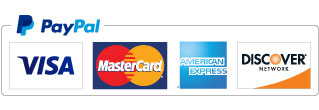 PayPal
VISA
MasterCard
AMERICAN
EXPRESS
DISCOVER
NETWORK